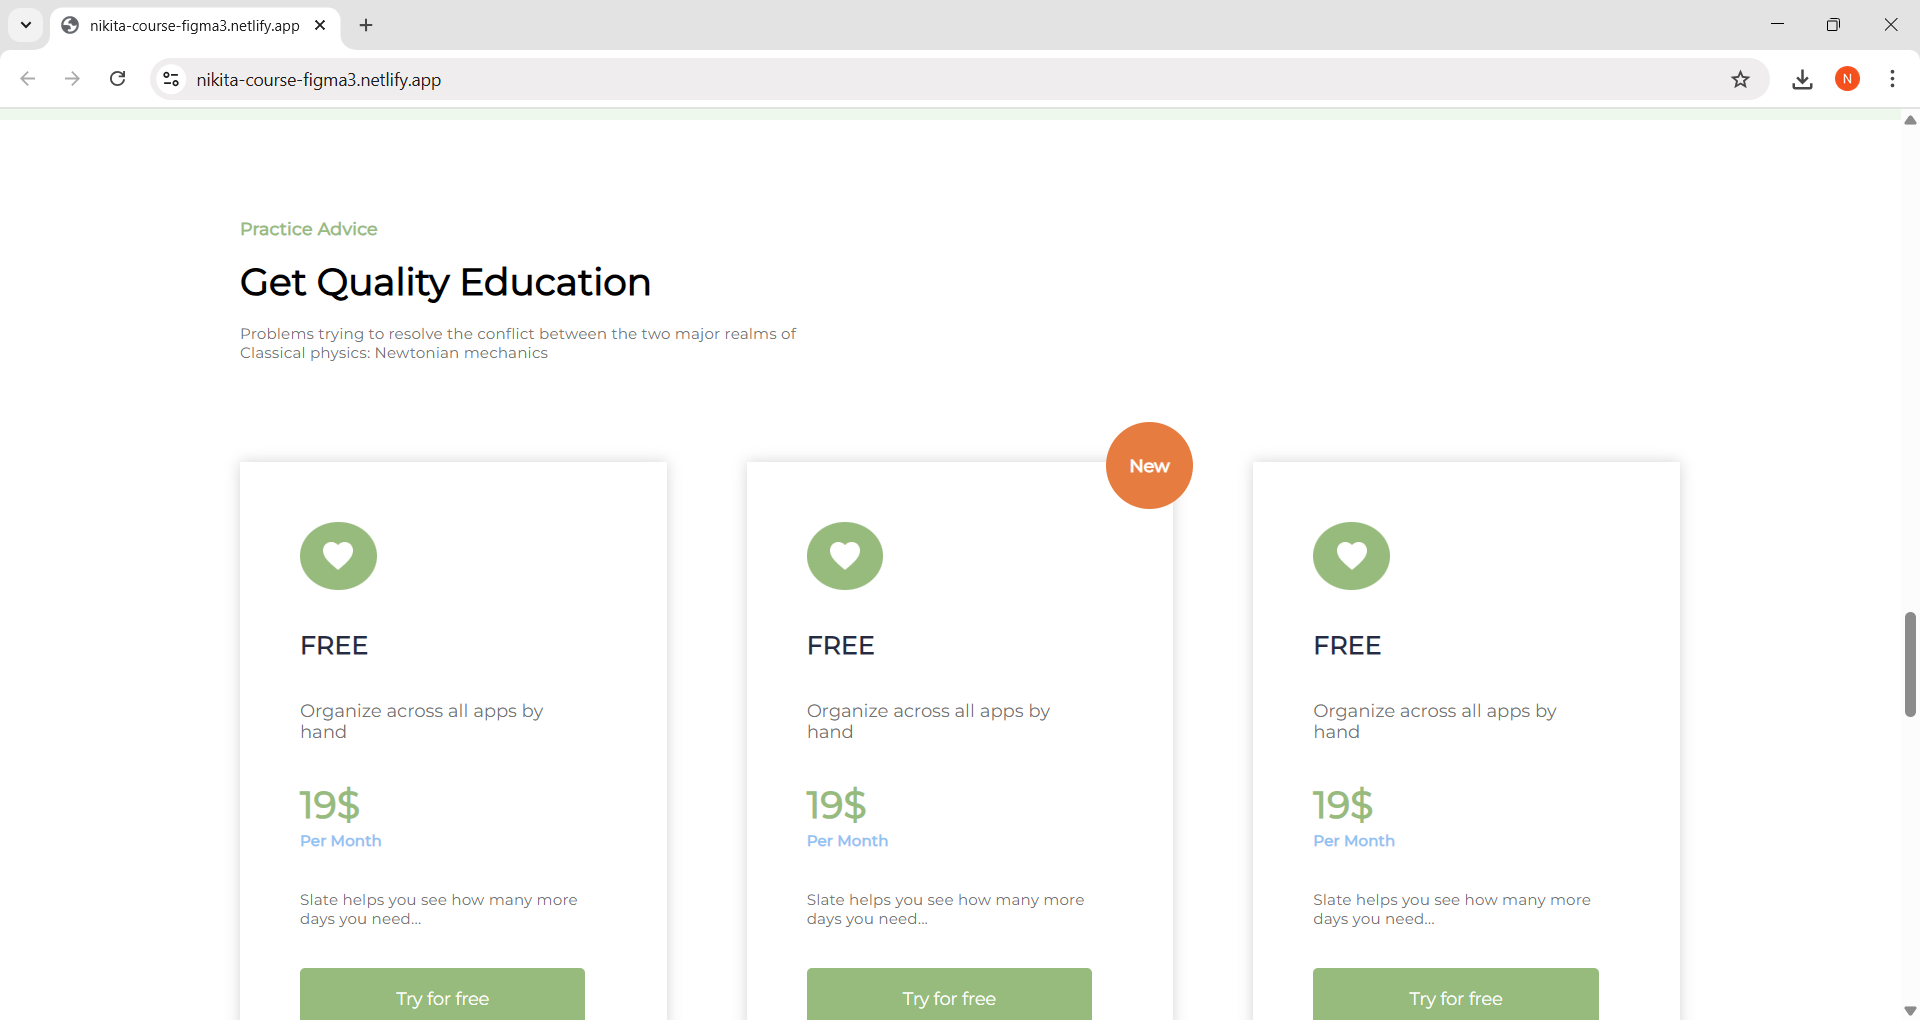 nikita-course-figma3.netlify.app
nikita-course-figma3.netlify.app
N
Practice Advice
Get Quality Education
Problems trying to resolve the conflict between the two major realms of
Classical physics: Newtonian mechanics
New
FREE
Organize across all apps by
hand
19$
Per Month
Slate helps you see how many more
days you need...
Try for free
FREE
Organize across all apps by
hand
19$
Per Month
Slate helps you see how many more
days you need...
Try for free
FREE
Organize across all apps by
hand
19$
Per Month
Slate helps you see how many more
days you need...
Try for free